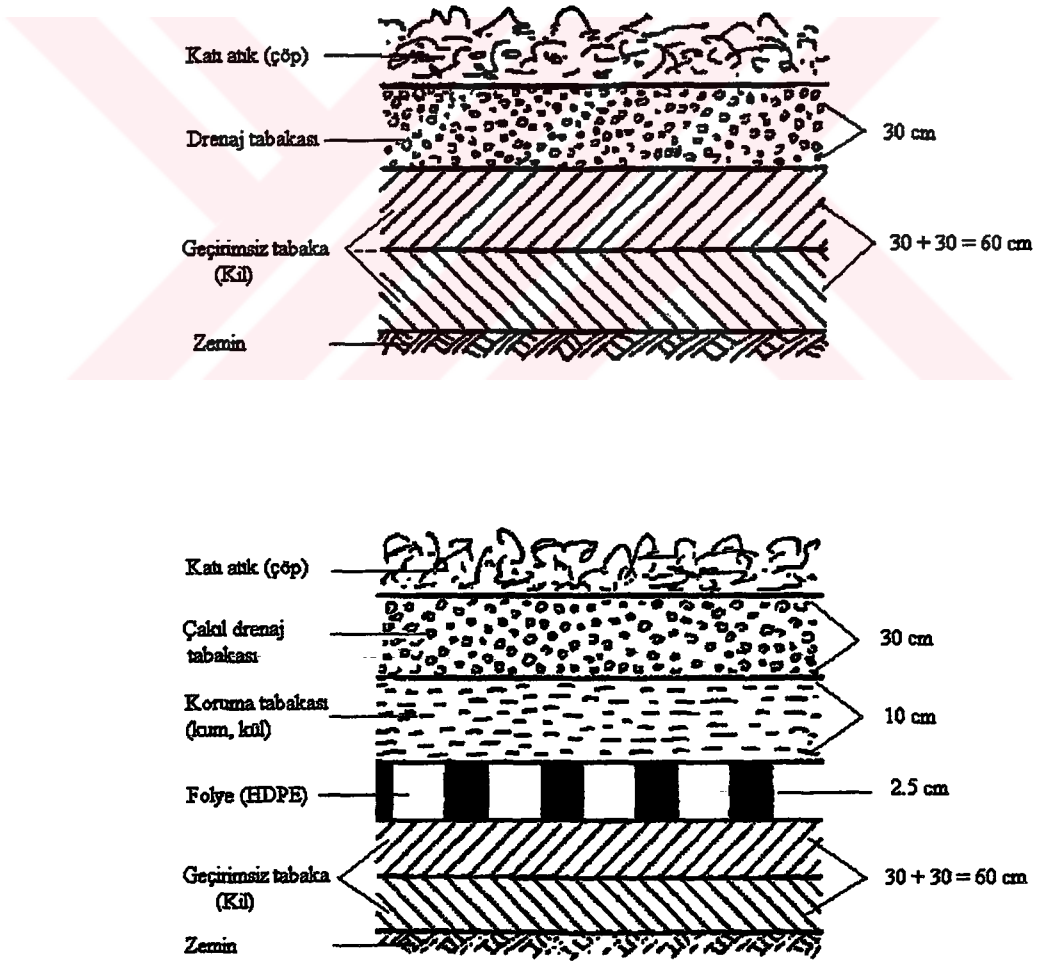 Katı atık (çöp)
Drenaj tabakası
30 cm
Geçirimsiz tabaka
(Kil)
30 + 30 = 60 cm
Zemin
Katı atık (çöp)
Çakıl drenaj
tabakası
30 cm
Koruma tabakası
(kum, kül)
10 cm
Folye (HDPE)
2.5 cm
Geçirimsiz tabaka
(Kil)
30 + 30 = 60 cm
Zemin